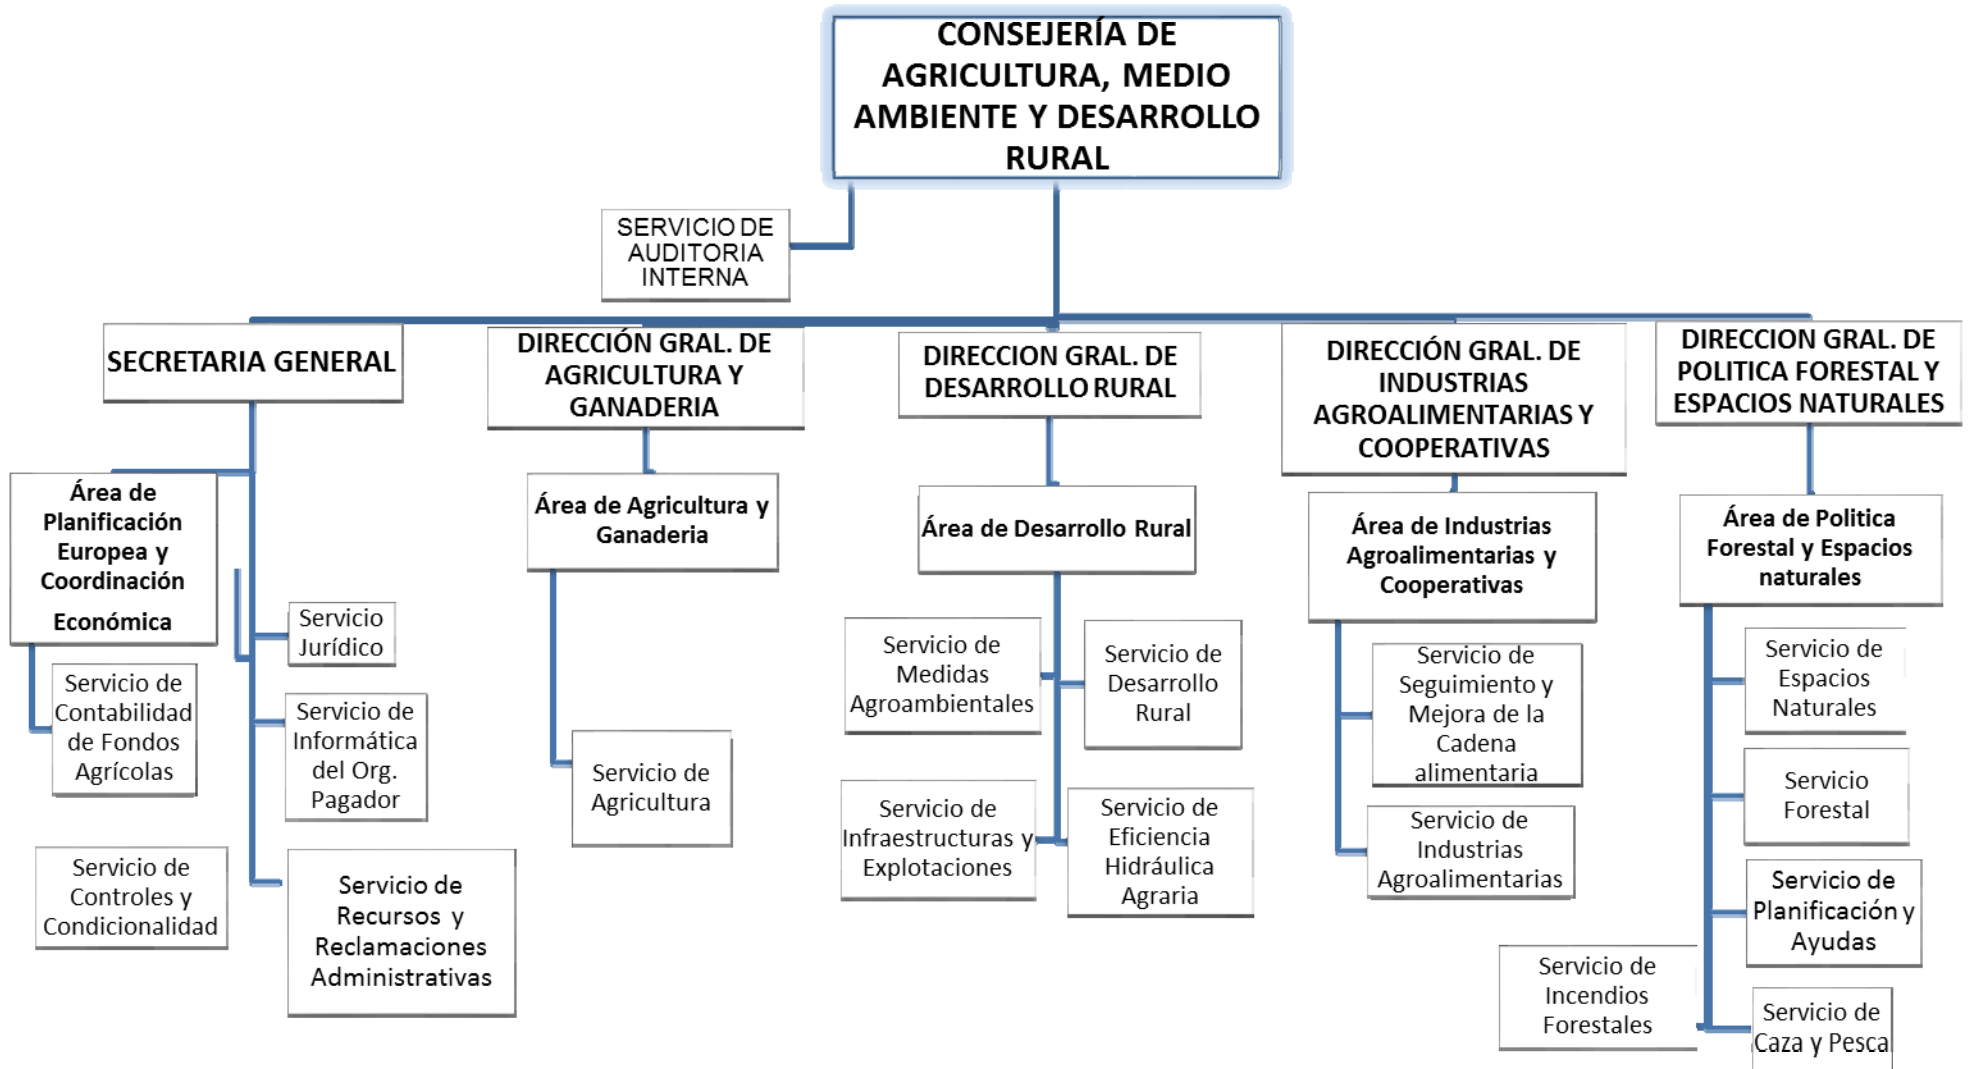 CONSEJERÍA DE
AGRICULTURA, MEDIO
AMBIENTE Y DESARROLLO
RURAL
SERVICIO DE
AUDITORIA
INTERNA
SECRETARIA GENERAL
DIRECCIÓN GRAL. DE
AGRICULTURA Y
GANADERIA
DIRECCION GRAL. DE
DESARROLLO RURAL
DIRECCIÓN GRAL. DE
INDUSTRIAS
AGROALIMENTARIAS Y
COOPERATIVAS
DIRECCION GRAL. DE
POLITICA FORESTAL Y
ESPACIOS NATURALES
Área de
Planificación
Europea y
Coordinación
Económica
Área de Agricultura y
Ganaderia
Área de Desarrollo Rural
Área de Industrias
Agroalimentarias y
Cooperativas
Área de Politica
Forestal y Espacios
naturales
Servicio
Jurídico
Servicio de
Contabilidad
de Fondos
Agrícolas
Servicio de
Informática
del Org.
Pagador
Servicio de
Controles y
Condicionalidad
Servicio de
Recursos y
Reclamaciones
Administrativas
Servicio de
Agricultura
Servicio de
Medidas
Agroambientales
Servicio de
Desarrollo
Rural
Servicio de
Infraestructuras y
Explotaciones
Servicio de
Eficiencia
Hidráulica
Agraria
Servicio de
Seguimiento y
Mejora de la
Cadena
alimentaria
Servicio de
Industrias
Agroalimentarias
Servicio de
Espacios
Naturales
Servicio
Forestal
Servicio de
Planificación y
Ayudas
Servicio de
Incendios
Forestales
Servicio de
Caza y Pesca